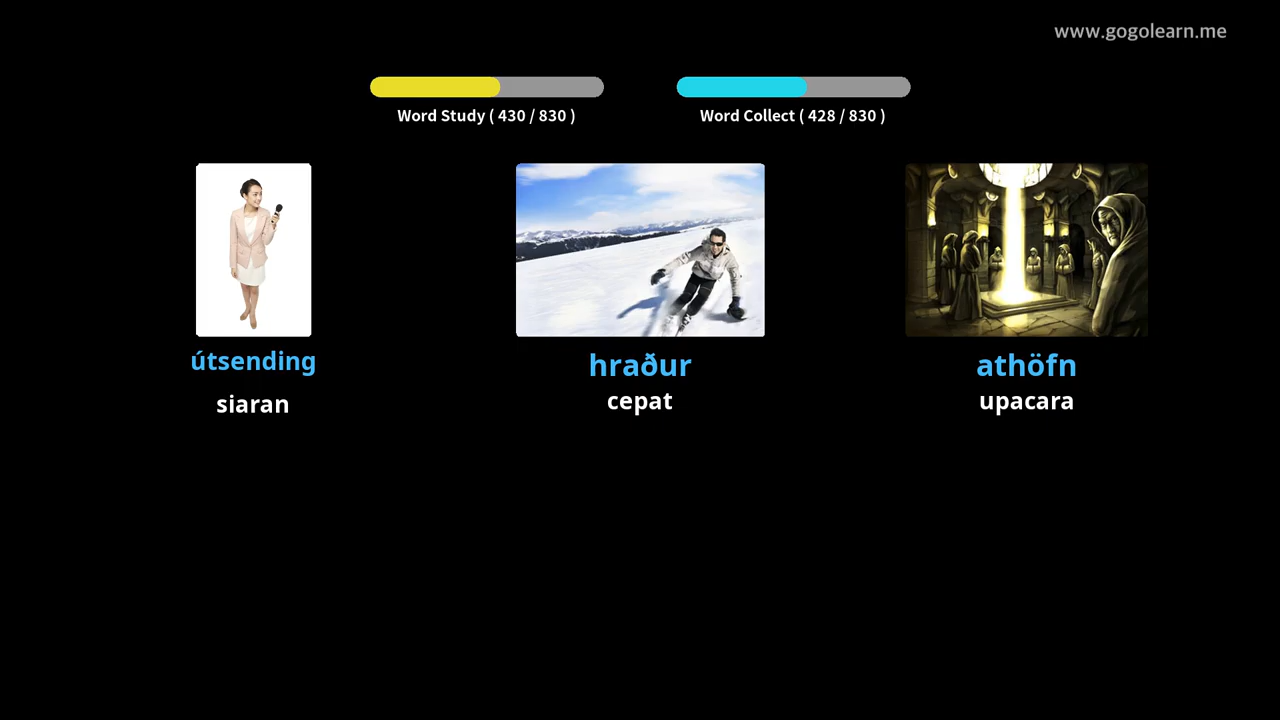 www.gogolearn.me
Word Study ( 430 / 830 )
Word Collect ( 428 / 830 )
útsending
siaran
hraður
cepat
athöfn
upacara